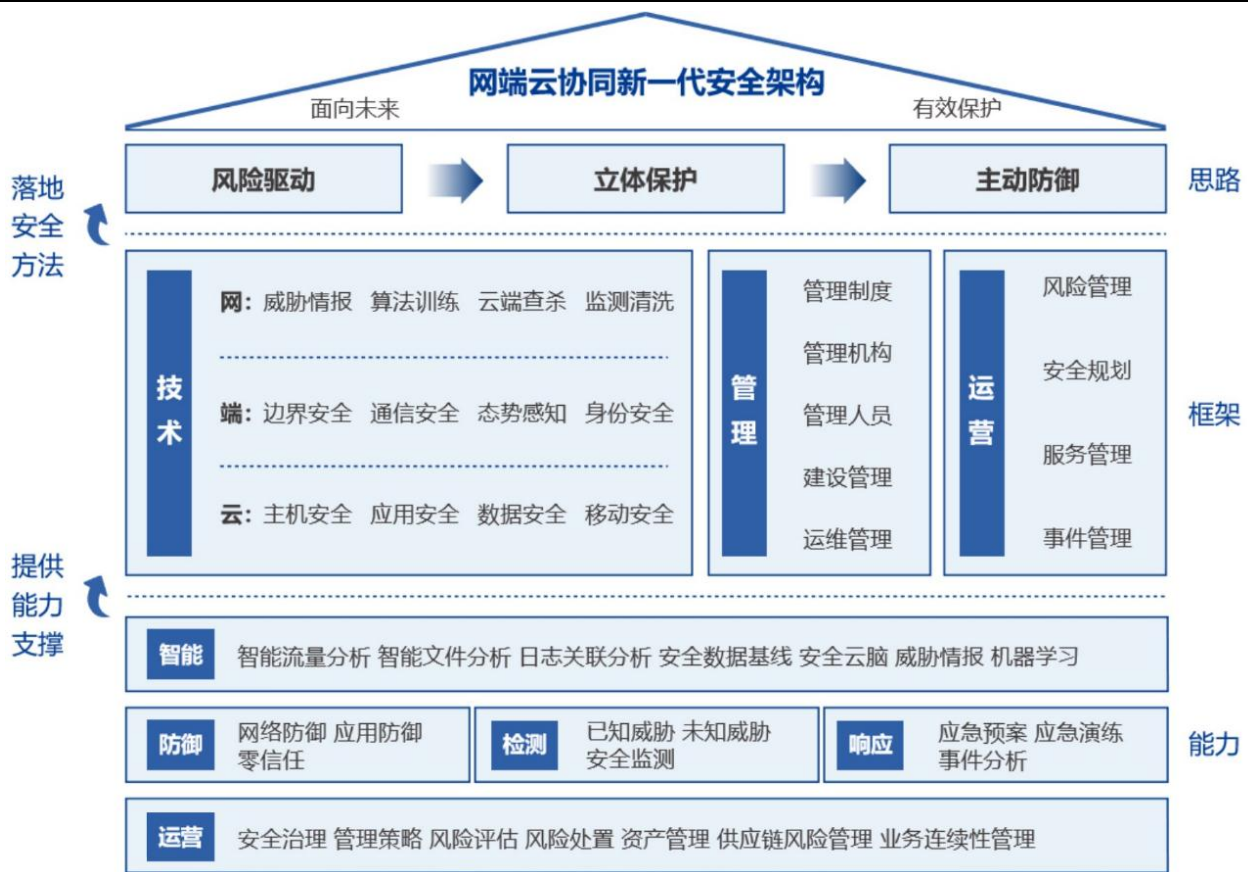 网端云协同新一代安全架构
面向未来
有效保护
风险驱动
立体保护
主动防御
思路
落地
安全
方法
技术
网：威胁情报 算法训练 云端查杀 监测清洗
端：边界安全 通信安全 态势感知 身份安全
云：主机安全 应用安全 数据安全 移动安全
管理
管理制度
管理机构
管理人员
建设管理
运维管理
运营
风险管理
安全规划
服务管理
事件管理
框架
提供
能力
支撑
智能
智能流量分析 智能文件分析 日志关联分析 安全数据基线 安全云脑 威胁情报 机器学习
防御
网络防御 应用防御
零信任
检测
已知威胁 未知威胁
安全监测
响应
应急预案 应急演练
事件分析
能力
运营
安全治理 管理策略 风险评估 风险处置 资产管理 供应链风险管理 业务连续性管理